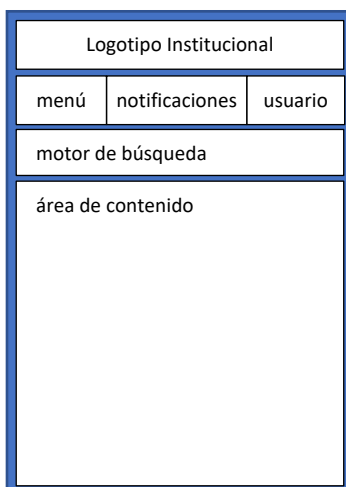 Logotipo Institucional
menú notificaciones usuario
motor de búsqueda
área de contenido